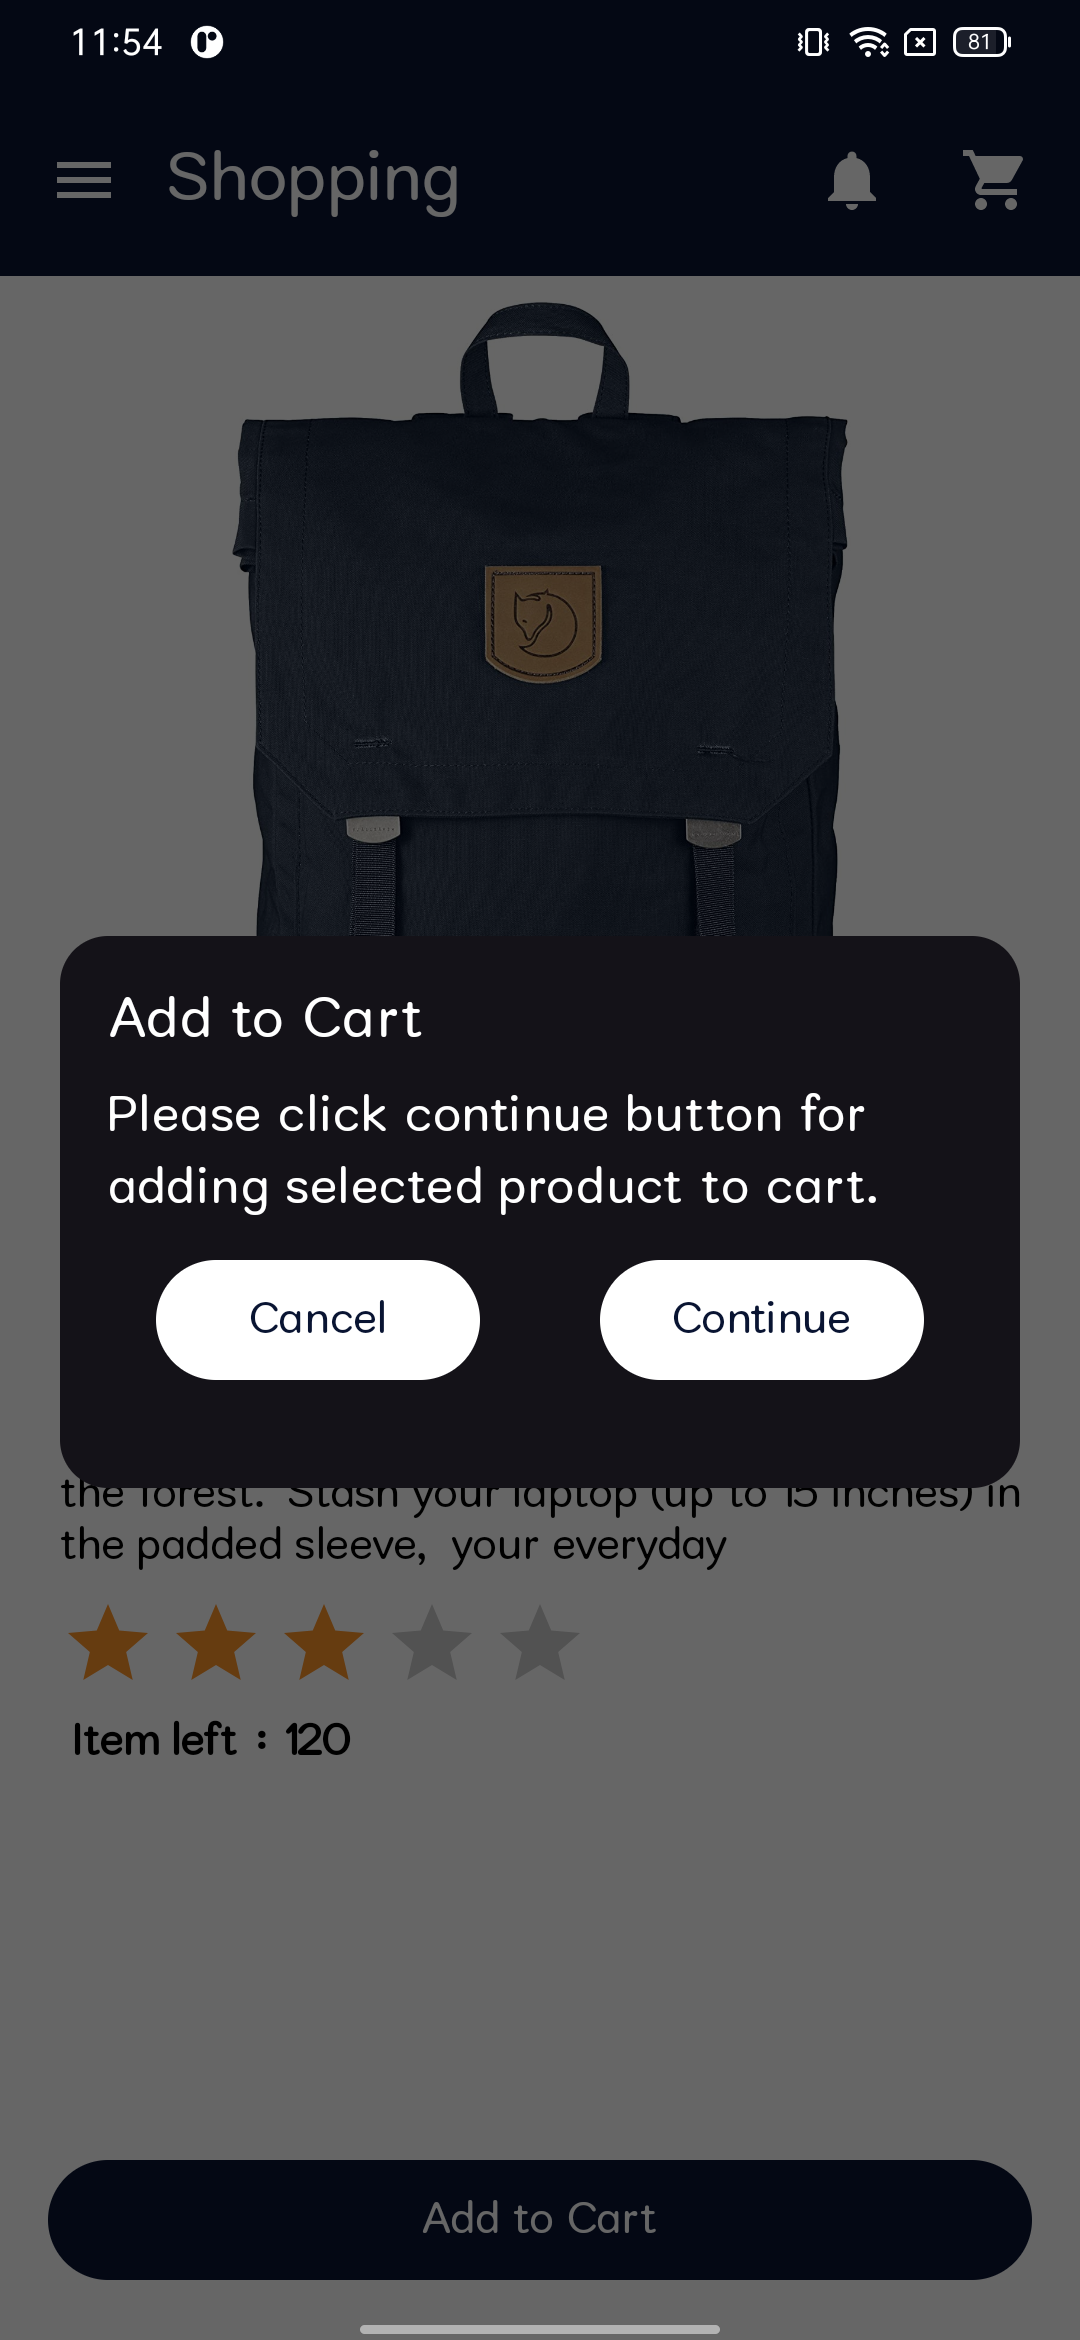 11:54
81
Shopping
Add to Cart
Please click continue button for
adding selected product to cart.
Cancel
Continue
the forest. Stash your laptop (up to 15 inches) in
the padded sleeve, your everyday
Item left : 120
Add to Cart